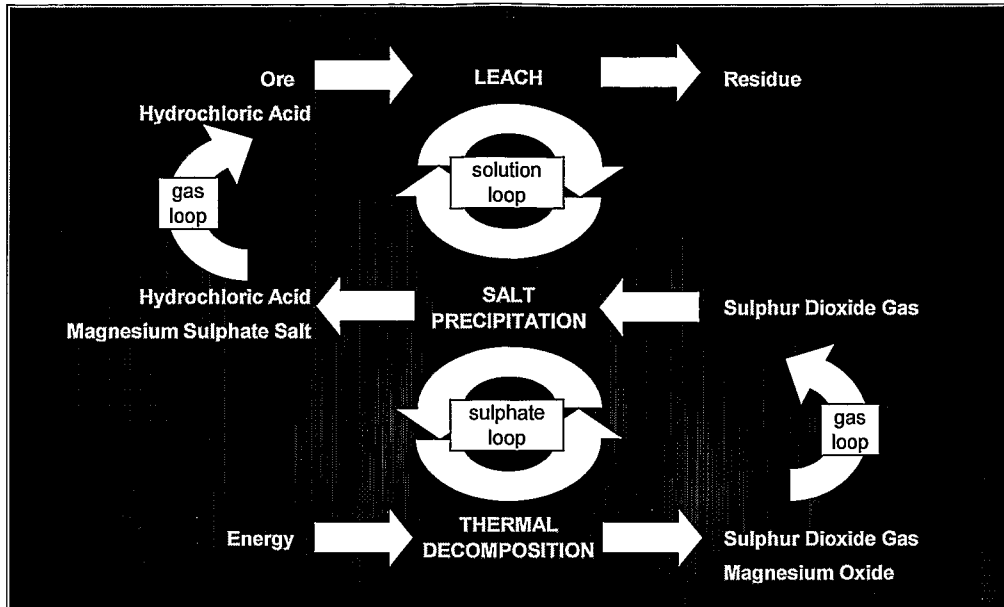 Ore
LEACH
Residue
Hydrochloric Acid
solution
loop
gas
loop
Hydrochloric Acid
Magnesium Sulphate Salt
SALT
PRECIPITATION
Sulphur Dioxide Gas
sulphate
loop
gas
loop
Energy
THERMAL
DECOMPOSITION
Sulphur Dioxide Gas
Magnesium Oxide